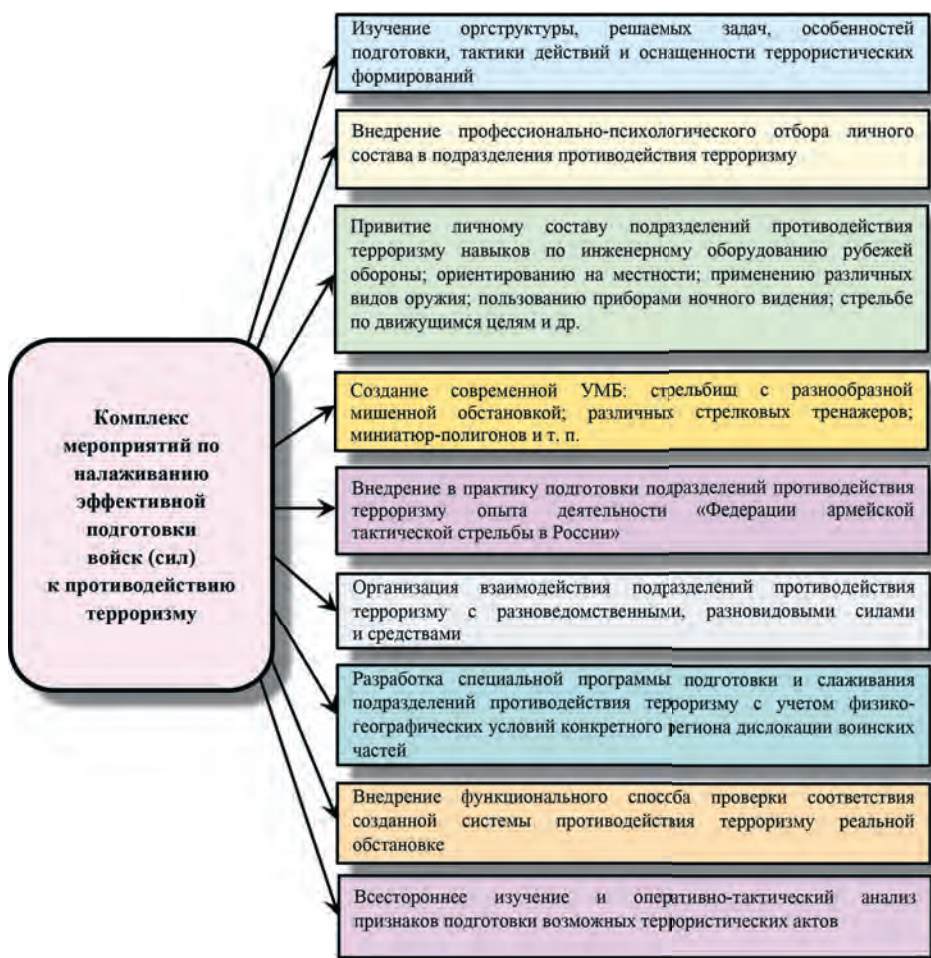 Изучение оргструктуры, решаемых задач, особенностей
подготовки, тактики действий и оснащенности террористических
формирований
Внедрение профессионально-психологического отбора личного
состава в подразделения противодействия терроризму
Привитие личному составу подразделений противодействия
терроризму навыков по инженерному оборудованию рубежей
обороны; ориентированию на местности; применению различных
видов оружия; пользованию приборами ночного видения; стрельбе
по движущимся целям и др.
Комплекс
мероприятий по
налаживанию
эффективной
подготовки
войск (сил)
к противодействию
терроризму
Создание современной УМБ: стрельбищ с разнообразной
мишенной обстановкой; различных стрелковых тренажеров;
миниатюр-полигонов и т. п.
Внедрение в практику подготовки подразделений противодействия
терроризму опыта деятельности «Федерации армейской
тактической стрельбы в России»
Организация взаимодействия подразделений противодействия
терроризму с разноведомственными, разновидовыми силами
и средствами
Разработка специальной программы подготовки и слаживания
подразделений противодействия терроризму с учетом физико-
географических условий конкретного региона дислокации воинских
частей
Внедрение функционального способа проверки соответствия
созданной системы противодействия терроризму реальной
обстановке
Всестороннее изучение и оперативно-тактический анализ
признаков подготовки возможных террористических актов